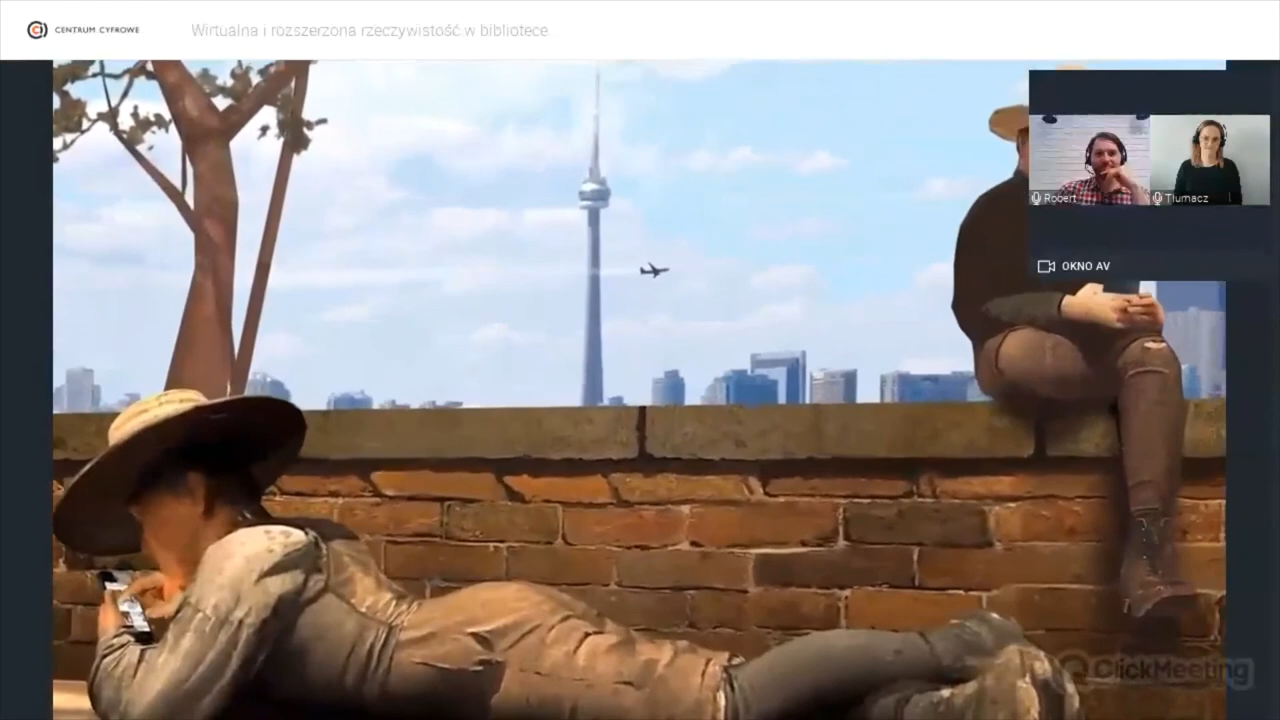 CENTRUM CYFROWE
Wirtualna i rozszerzona rzeczywistość w bibliotece
Robert
Tłumacz
OKNO AV
ClickMeeting